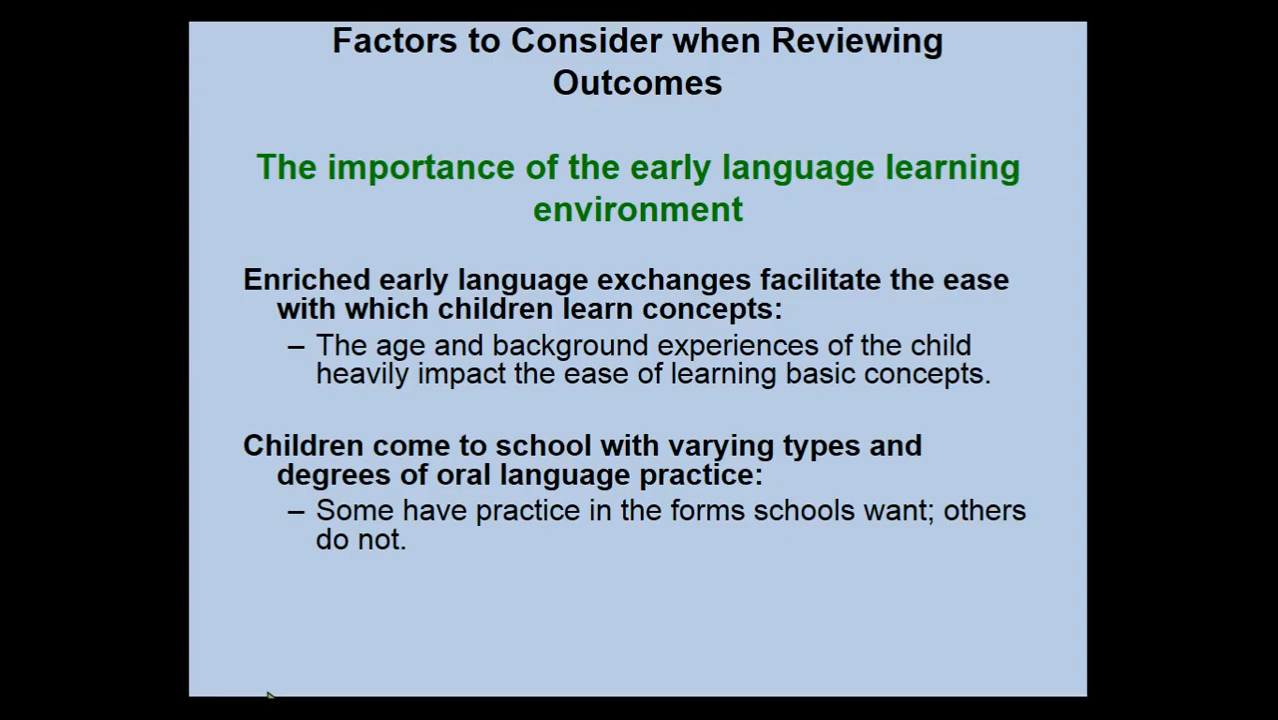 Factors to Consider when Reviewing
Outcomes
The importance of the early language learning
environment
Enriched early language exchanges facilitate the ease
with which children learn concepts:
– The age and background experiences of the child
heavily impact the ease of learning basic concepts.
Children come to school with varying types and
degrees of oral language practice:
– Some have practice in the forms schools want; others
do not.